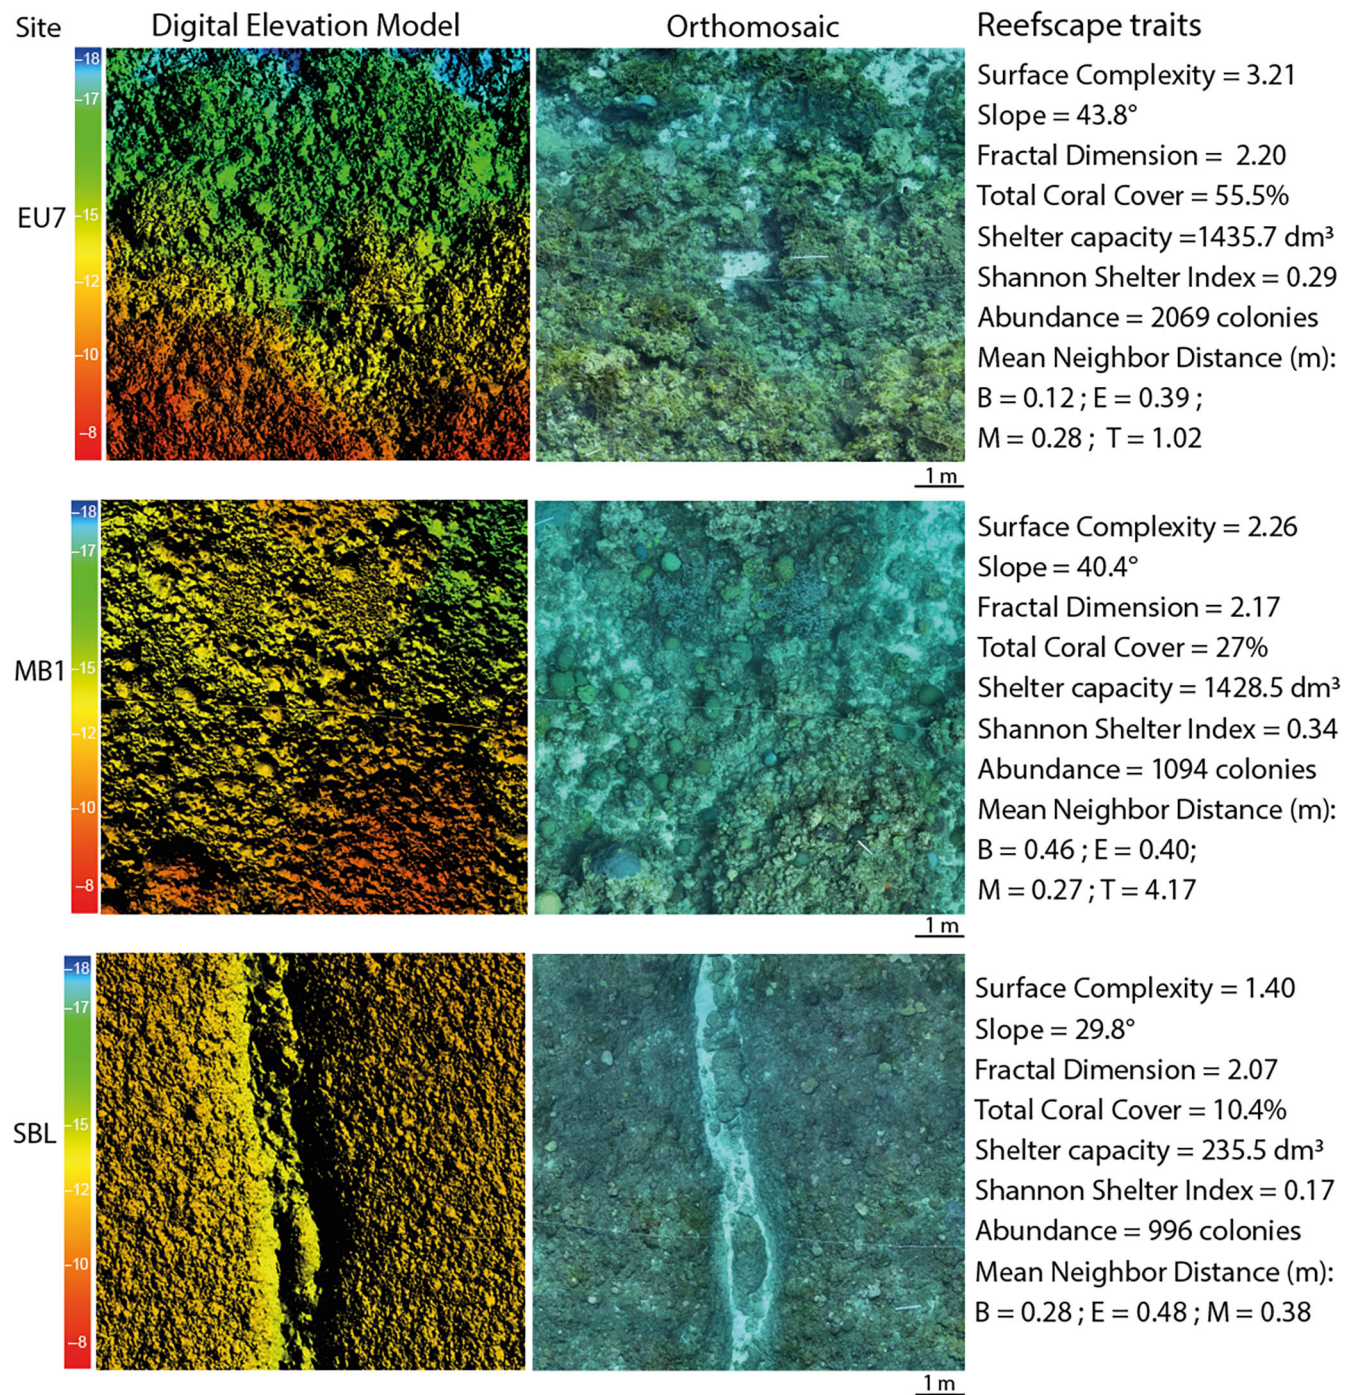 Site Digital Elevation Model Orthomosaic Reefscape traits
EU7
–18
–17
–15
–12
–10
–8
Surface Complexity = 3.21
Slope = 43.8°
Fractal Dimension = 2.20
Total Coral Cover = 55.5%
Shelter capacity =1435.7 dm³
Shannon Shelter Index = 0.29
Abundance = 2069 colonies
Mean Neighbor Distance (m):
B = 0.12 ; E = 0.39 ;
M = 0.28 ; T = 1.02
1 m
MB1
–18
–17
–15
–12
–10
–8
Surface Complexity = 2.26
Slope = 40.4°
Fractal Dimension = 2.17
Total Coral Cover = 27%
Shelter capacity = 1428.5 dm³
Shannon Shelter Index = 0.34
Abundance = 1094 colonies
Mean Neighbor Distance (m):
B = 0.46 ; E = 0.40;
M = 0.27 ; T = 4.17
1 m
SBL
–18
–17
–15
–12
–10
–8
Surface Complexity = 1.40
Slope = 29.8°
Fractal Dimension = 2.07
Total Coral Cover = 10.4%
Shelter capacity = 235.5 dm³
Shannon Shelter Index = 0.17
Abundance = 996 colonies
Mean Neighbor Distance (m):
B = 0.28 ; E = 0.48 ; M = 0.38
1 m